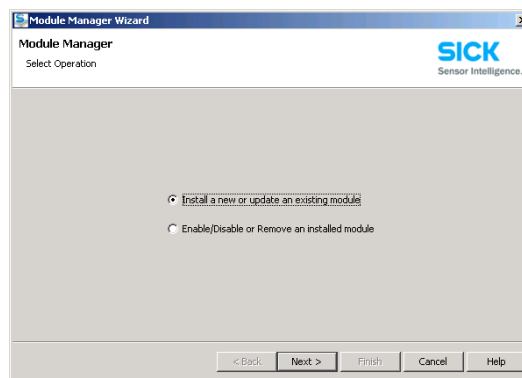 Module Manager Wizard
Module Manager
Select Operation
SICK
Sensor Intelligence.
Install a new or update an existing module
Enable/Disable or Remove an installed module
< Back Next > Finish Cancel Help